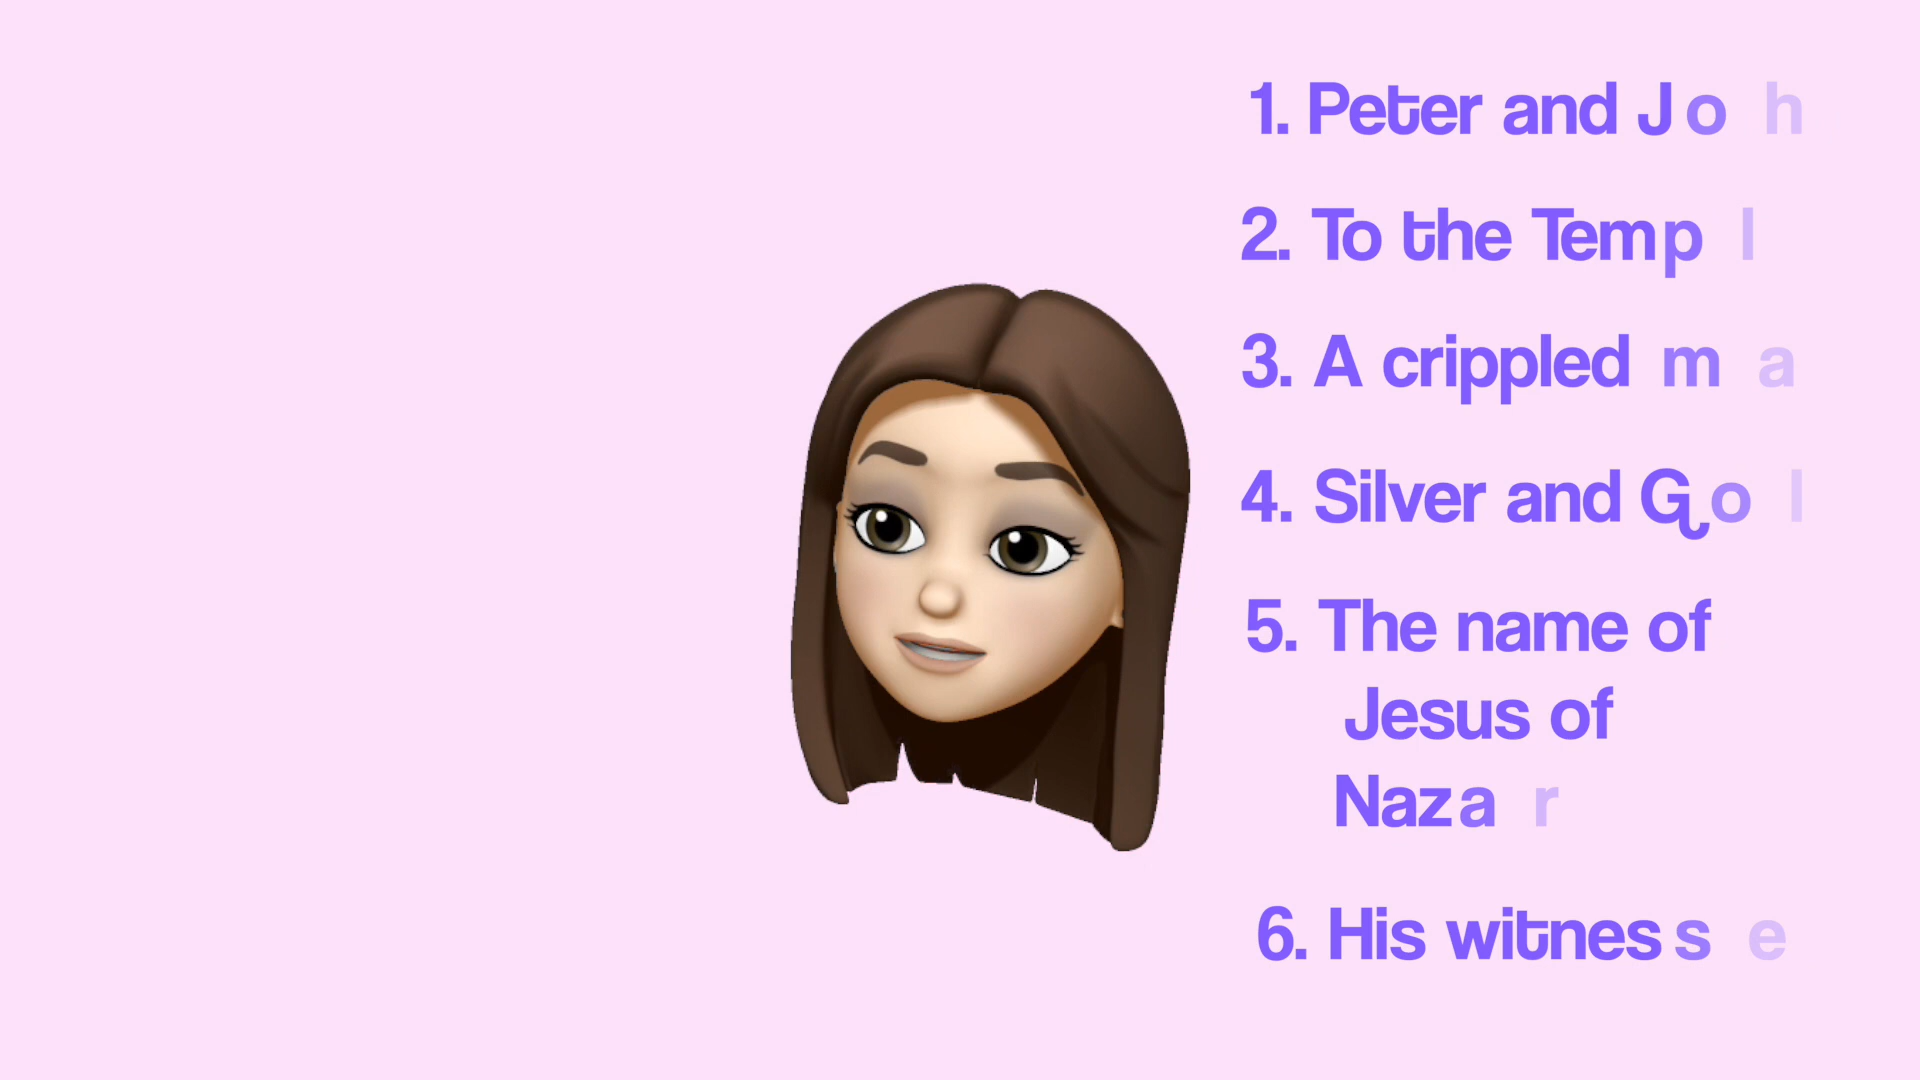 1. Peter and Joh
2. To the Templ
3. A crippled ma
4. Silver and Gol
5. The name of
Jesus of
Nazar
6. His witnesse